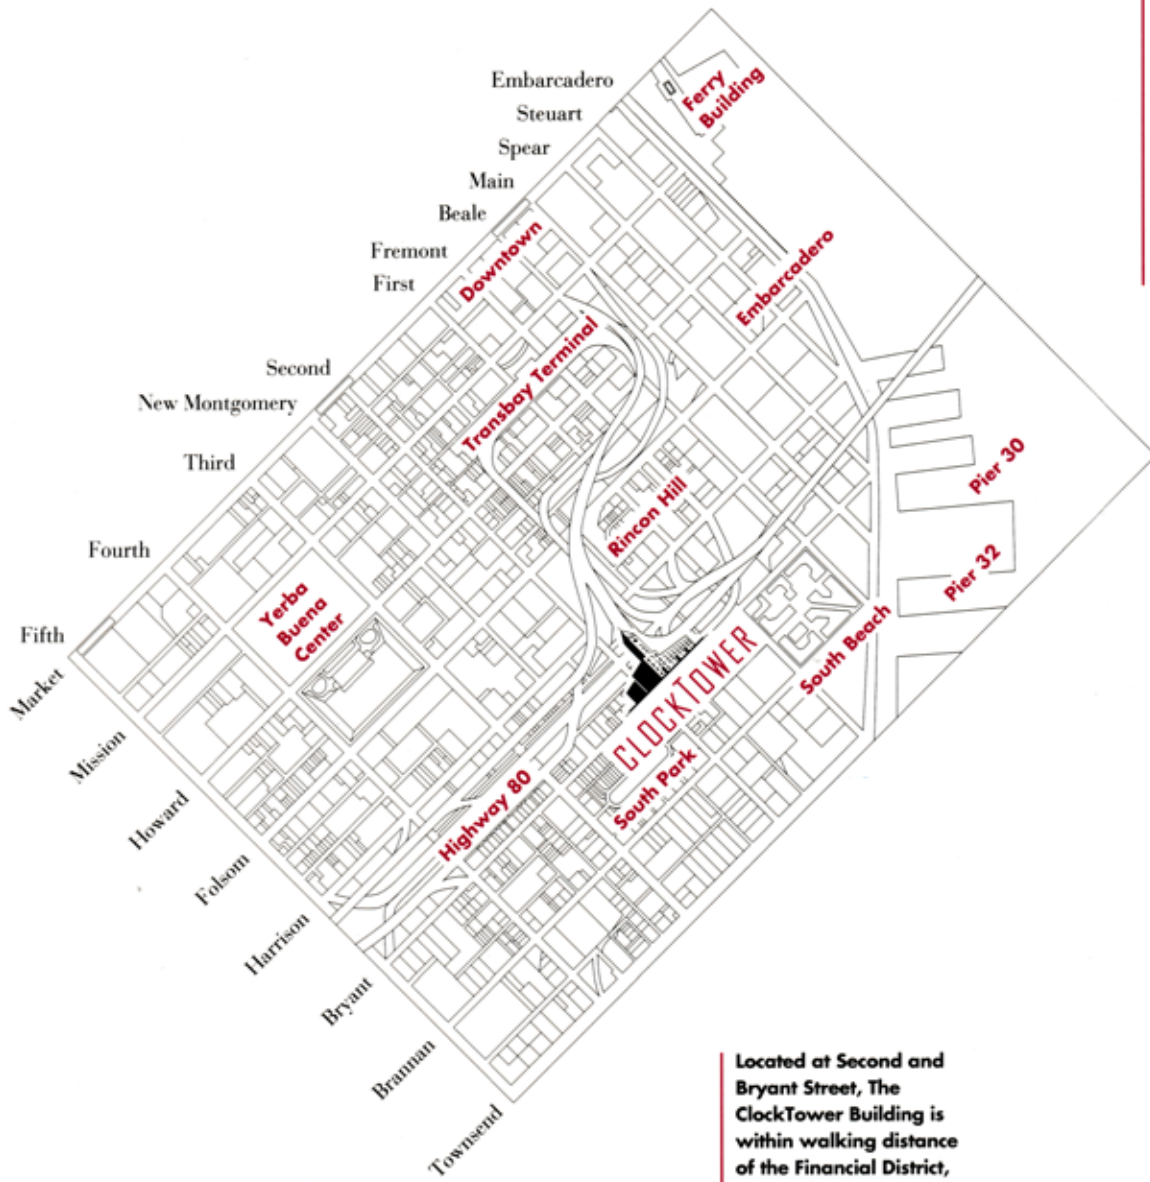 Embarcadero
Steuart
Spear
Main
Beale
Fremont
First
Second
New Montgomery
Third
Fourth
Fifth
Market
Mission
Howard
Folsom
Harrison
Bryant
Brannan
Townsend
Ferry
Building
Downtown
Embarcadero
Transbay Terminal
Rincon Hill
Pier 30
Pier 32
Yerba
Buena
Center
South Beach
CLOCKTOWER
South Park
Highway 80
Located at Second and
Bryant Street, The
ClockTower Building is
within walking distance
of the Financial District,